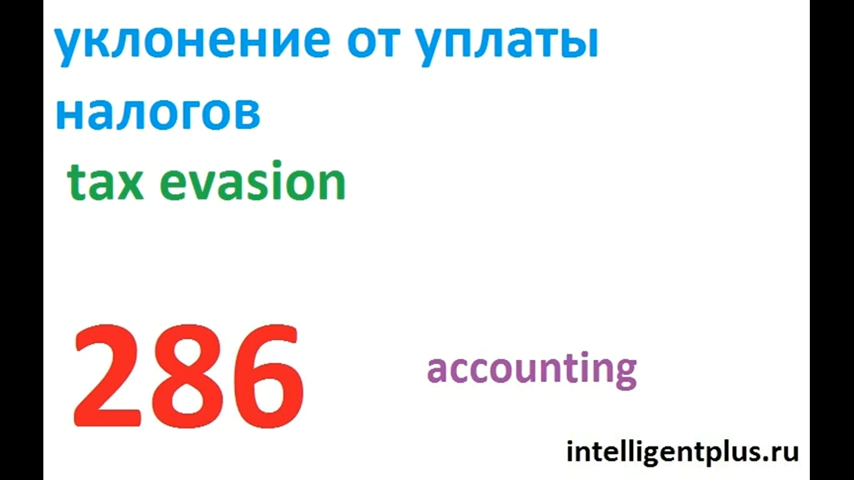 уклонение от уплаты
налогов
tax evasion
286
accounting
intelligentplus.ru